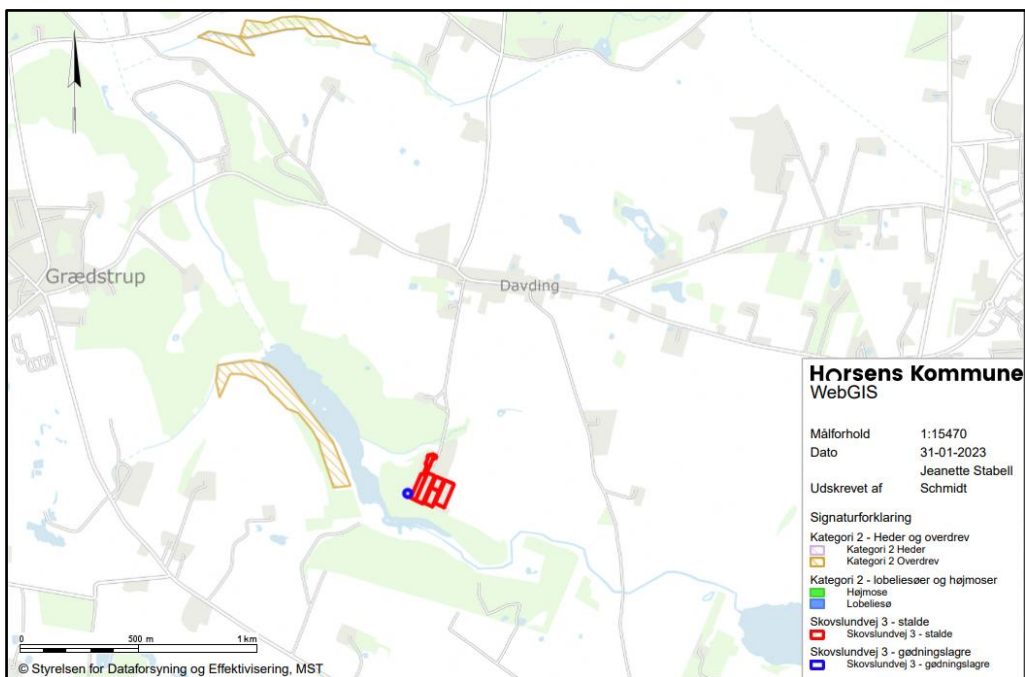 Grædstrup
Davding
Horsens Kommune
WebGIS
Målforhold 1:15470
Dato 31-01-2023
Jeanette Stabell
Udskrevet af Schmidt
Signaturforklaring
Kategori 2 - Heder og overdrev
Kategori 2 Heder
Kategori 2 Overdrev
Kategori 2 - lobeliesøer og højmoser
Højmose
Lobeliesø
Skovslundvej 3 - stalde
Skovslundvej 3 - stalde
Skovslundvej 3 - gødningslagre
Skovslundvej 3 - gødningslagre
0 500 m 1 km
© Styrelsen for Dataforsyning og Effektivisering, MST